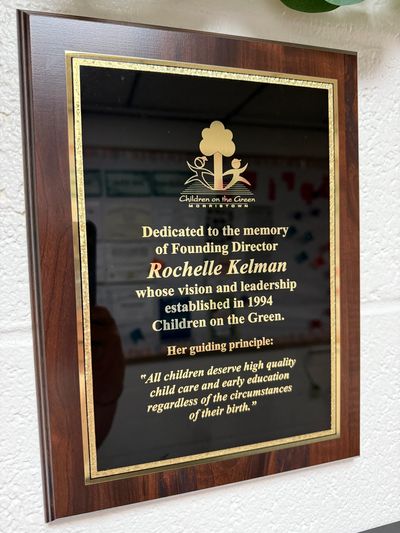 Children on the Green
MORRISTOWN
Dedicated to the memory
of Founding Director
Rochelle Kelman
whose vision and leadership
established in 1994
Children on the Green.
Her guiding principle:
"All children deserve high quality
child care and early education
regardless of the circumstances
of their birth."